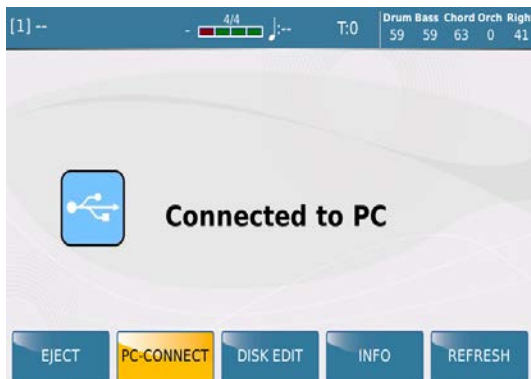 [1] -- - 4/4 :-- T:0 Drum Bass Chord Orch Righ
59 59 63 0 41
Connected to PC
EJECT PC-CONNECT DISK EDIT INFO REFRESH